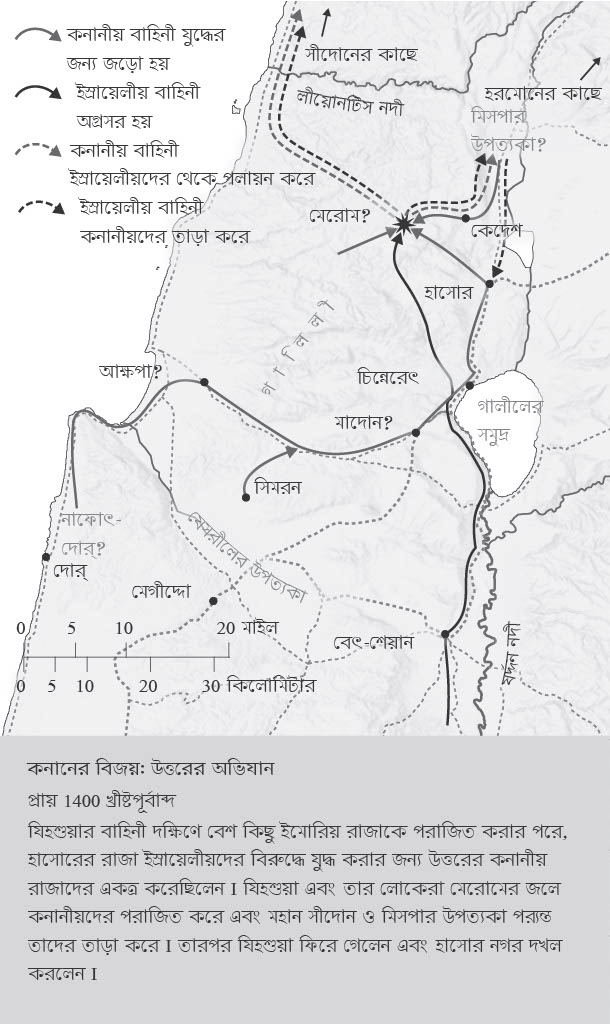 কনানীয় বাহিনী যুদ্ধের
জন্য জড়ো হয়
ইস্রায়েলীয় বাহিনী
অগ্রসর হয়
কনানীয় বাহিনী
ইস্রায়েলীয়দের থেকে পলায়ন করে
ইস্রায়েলীয় বাহিনী
কনানীয়দের তাড়া করে
সীদোনের কাছে
হরমোনের কাছে
লীয়োনটিস নদী
মিসপার
উপত্যকা?
মেরোম?
কেদেশ
হাসোর
গালিলী
আক্ষপা?
চিন্নেরেৎ
মাদোন?
গালীলের
সমুদ্র
সিমরন
নাফোৎ-
দোর্?
দোর্
যিষরীলের উপত্যকা
মেগীদ্দো
বেৎ-শেয়ান
যর্দ্দন নদী
0 5 10 20 মাইল
0 5 10 20 30 কিলোমিটার
কনানের বিজয়: উত্তরের অভিযান
প্রায় 1400 খ্রীষ্টপূর্বাব্দ
যিহশুয়ার বাহিনী দক্ষিণে বেশ কিছু ইমোরিয় রাজাকে পরাজিত করার পরে,
হাসোরের রাজা ইস্রায়েলীয়দের বিরুদ্ধে যুদ্ধ করার জন্য উত্তরের কনানীয়
রাজাদের একত্র করেছিলেন I যিহশুয়া এবং তার লোকেরা মেরোমের জলে
কনানীয়দের পরাজিত করে এবং মহান সীদোন ও মিসপার উপত্যকা পর‍্যন্ত
তাদের তাড়া করে I তারপর যিহশুয়া ফিরে গেলেন এবং হাসোর নগর দখল
করলেন I